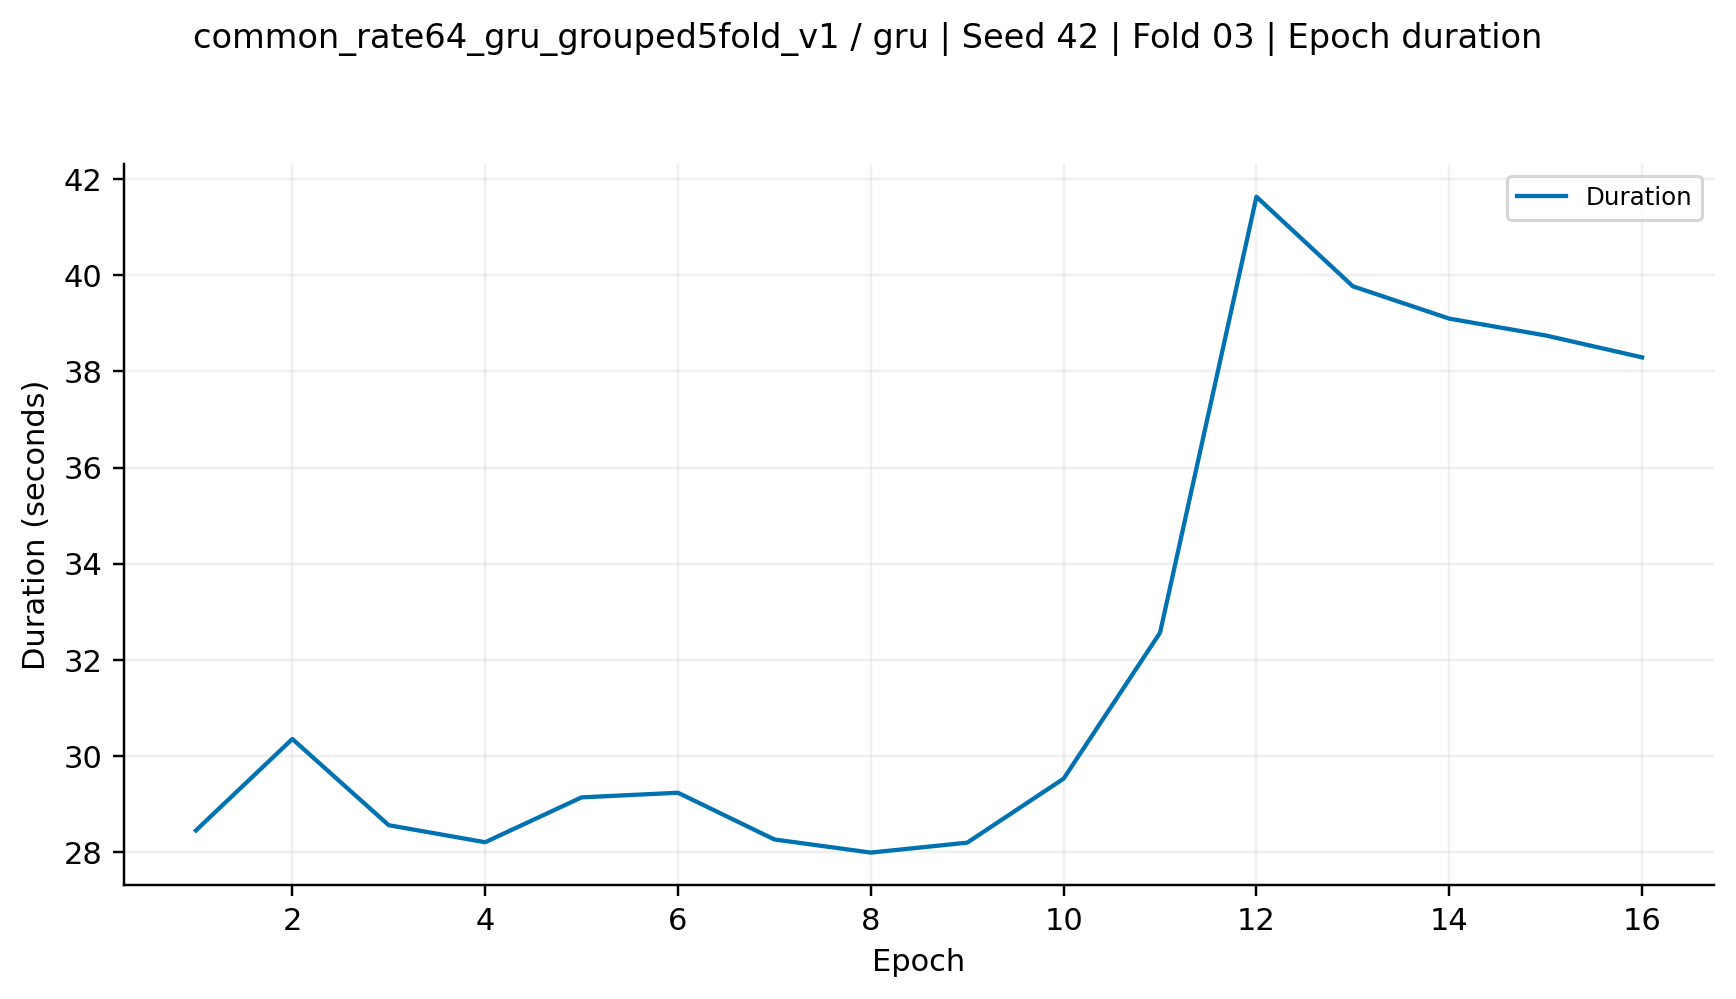 common_rate64_gru_grouped5fold_v1 / gru | Seed 42 | Fold 03 | Epoch duration
Duration
Duration (seconds)
42
40
38
36
34
32
30
28
2 4 6 8 10 12 14 16
Epoch